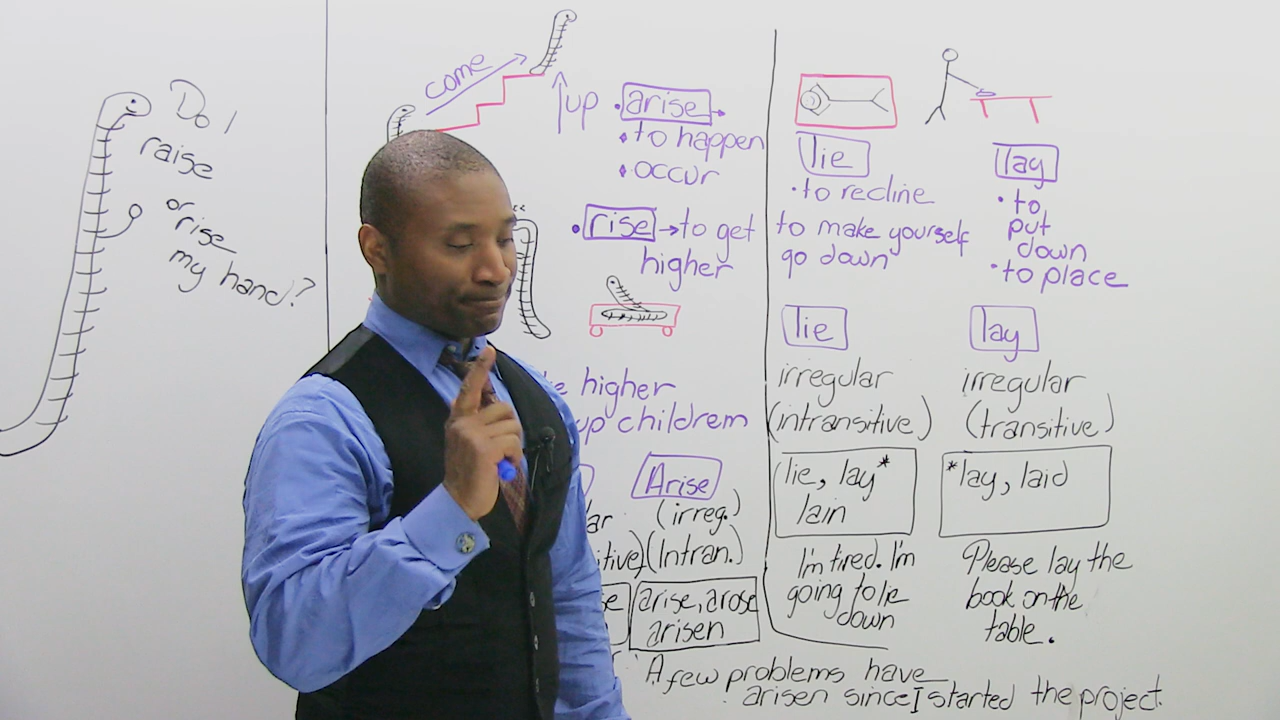 Do I
raise
or
rise
my hand?
come
up
arise
to happen
occur
rise → to get
higher
higher
up childrem
Arise
(irreg.)
(Intran.)
arise, arose
arisen
lie
to recline
to make yourself
go down
lay
to
put
down
to place
lie
irregular
(intransitive)
lie, lay*
lain
I'm tired. I'm
going to lie
down
lay
irregular
(transitive)
*lay, laid
Please lay the
book on the
table.
A few problems have
arisen since I started the project.